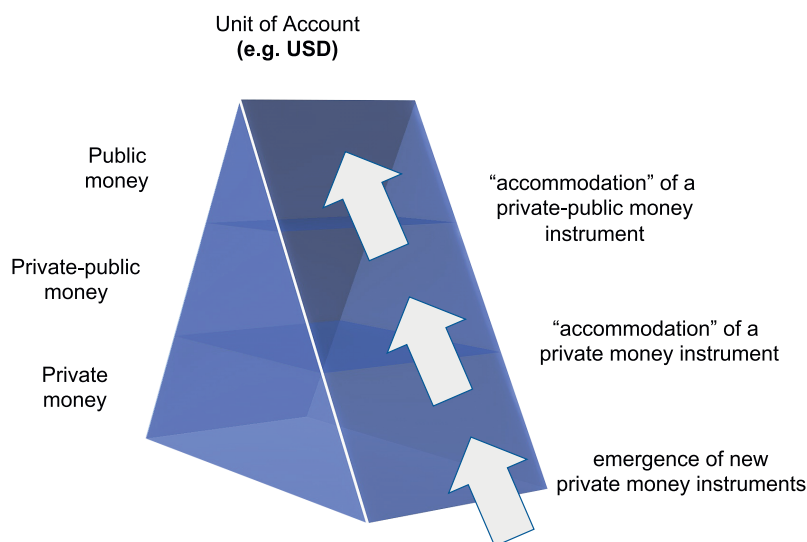 Unit of Account
(e.g. USD)
Public
money
Private-public
money
Private
money
“accommodation” of a
private-public money
instrument
“accommodation” of a
private money instrument
emergence of new
private money instruments